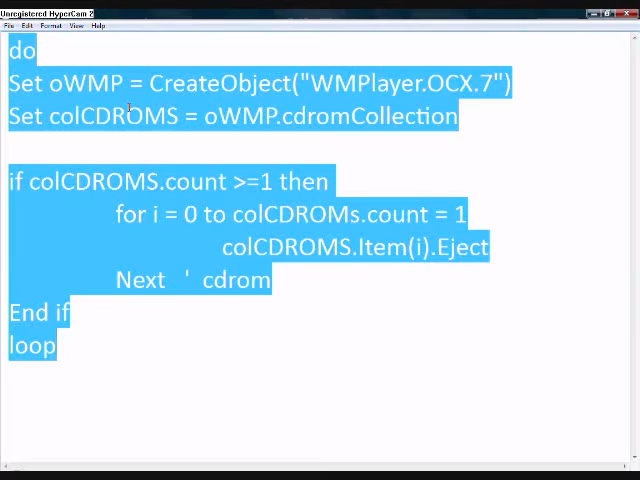 Unregistered HyperCam 2
File Edit Format View Help
do
Set oWMP = CreateObject("WMPlayer.OCX.7")
Set colCDROMS = oWMP.cdromCollection
if colCDROMS.count >=1 then
for i = 0 to colCDROMs.count = 1
colCDROMS.Item(i).Eject
Next ' cdrom
End if
loop